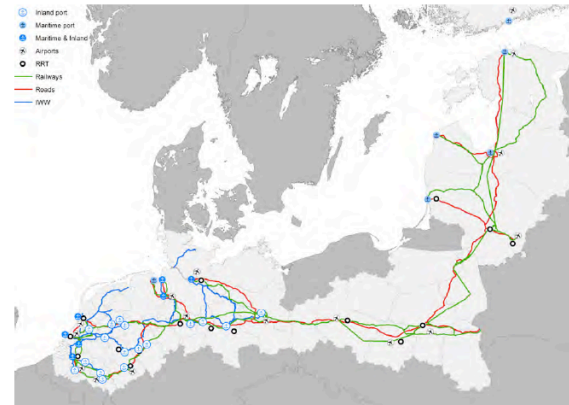 Inland port
Maritime port
Maritime & Inland
Airports
RRT
Railways
Roads
IWW